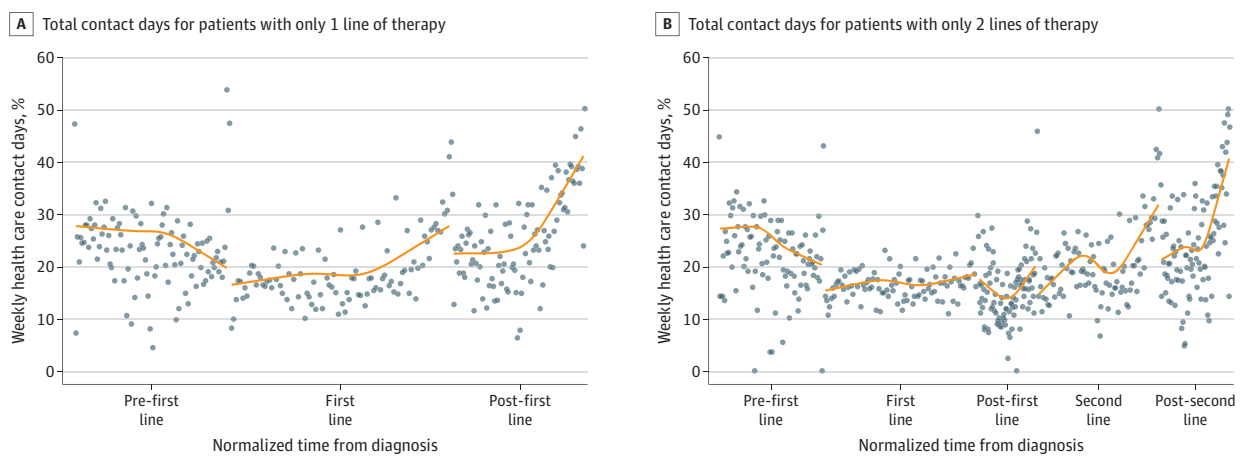 A Total contact days for patients with only 1 line of therapy
Weekly health care contact days, %
60
50
40
30
20
10
0
Pre-first
line
First
line
Post-first
line
Normalized time from diagnosis
B Total contact days for patients with only 2 lines of therapy
Weekly health care contact days, %
60
50
40
30
20
10
0
Pre-first
line
First
line
Post-first
line
Second
line
Post-second
line
Normalized time from diagnosis